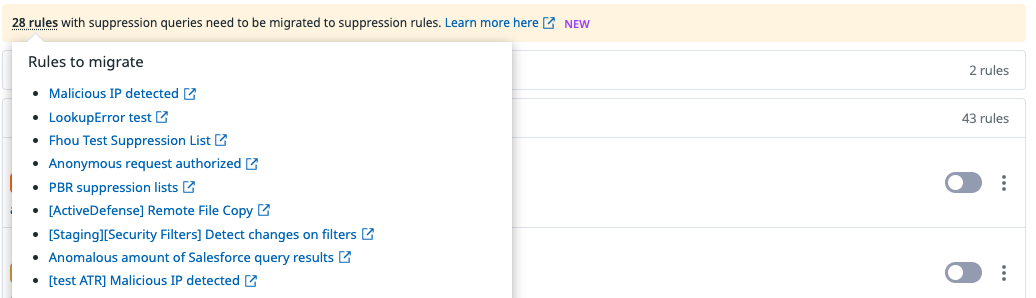 28 rules with suppression queries need to be migrated to suppression rules. Learn more here NEW
Rules to migrate
2 rules
Malicious IP detected
LookupError test
43 rules
Fhou Test Suppression List
Anonymous request authorized
PBR suppression lists
[ActiveDefense] Remote File Copy
[Staging][Security Filters] Detect changes on filters
Anomalous amount of Salesforce query results
[test ATR] Malicious IP detected